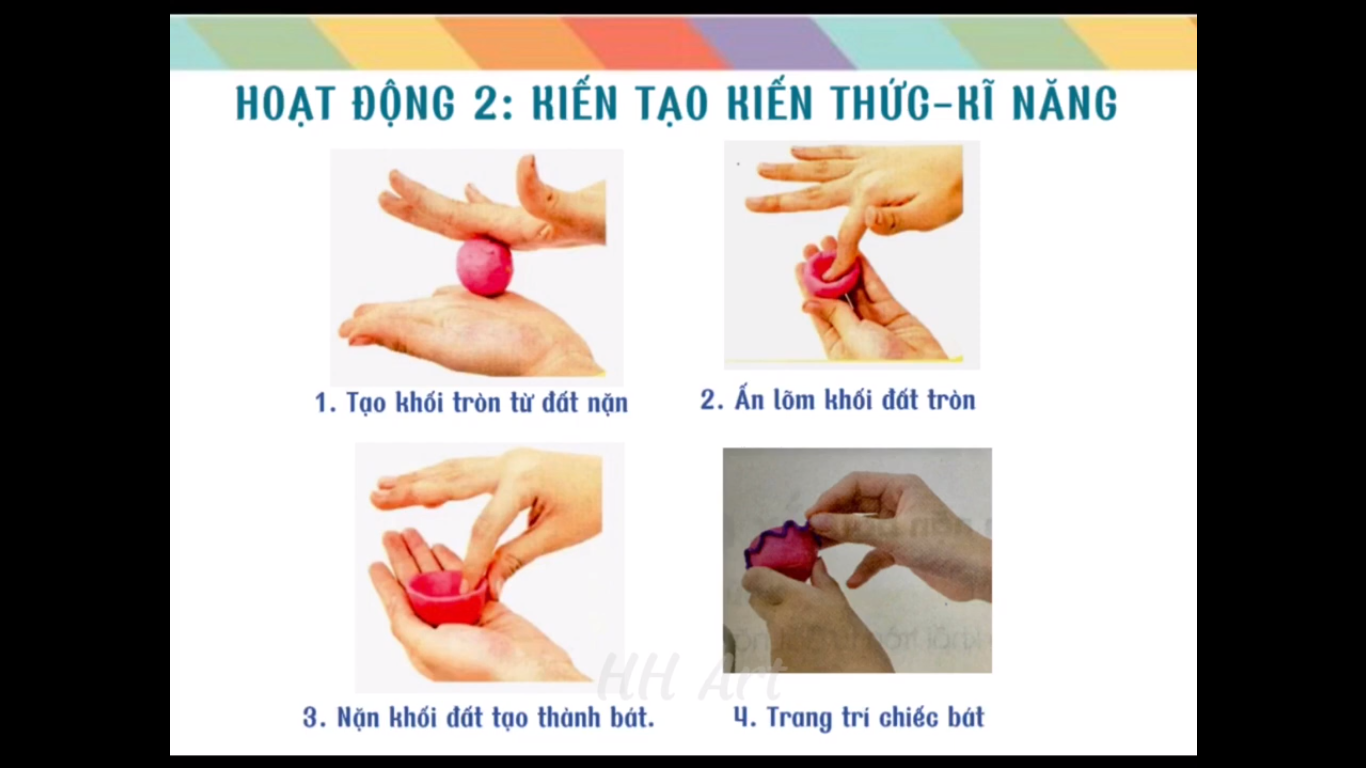 HOẠT ĐỘNG 2: KIẾN TẠO KIẾN THỨC-KĨ NĂNG
1. Tạo khối tròn từ đất nặn
2. Ấn lõm khối đất tròn
3. Nặn khối đất tạo thành bát.
4. Trang trí chiếc bát
HH Art